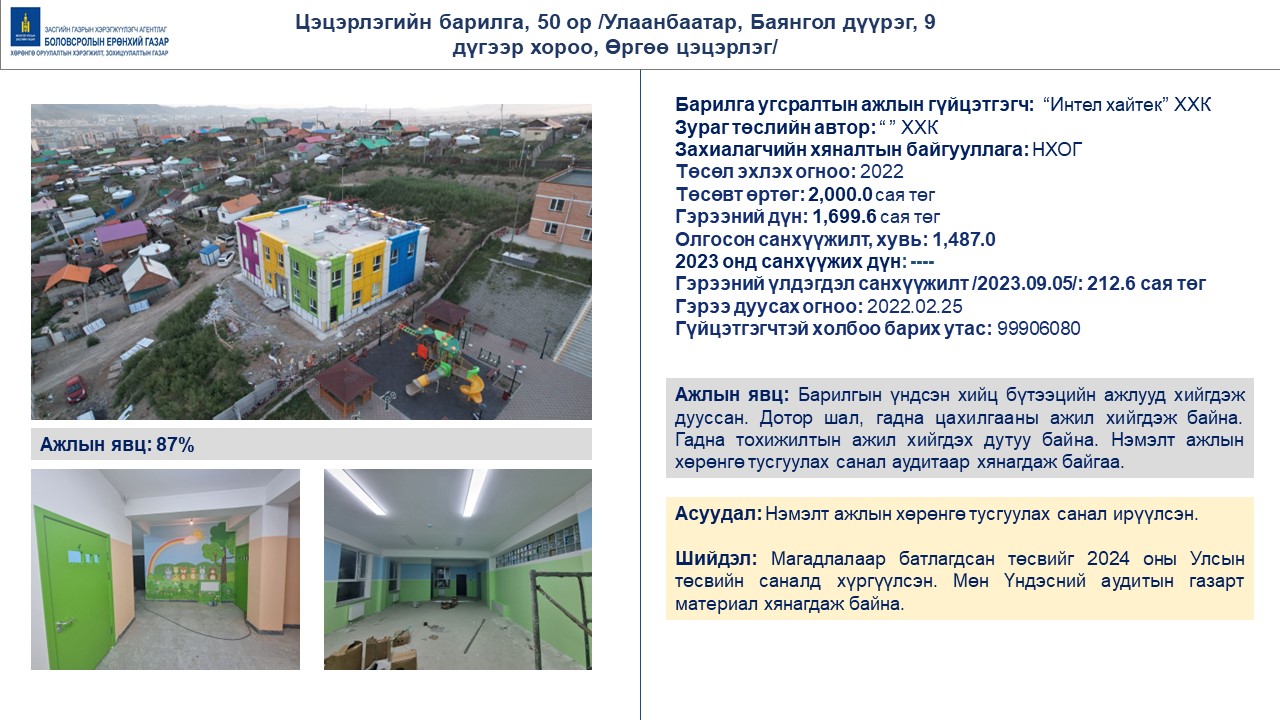 ЗАСГИЙН ГАЗРЫН ХЭРЭГЖҮҮЛЭГЧ АГЕНТЛАГ
БОЛОВСРОЛЫН ЕРӨНХИЙ ГАЗАР
ХӨРӨНГӨ ОРУУЛАЛТЫН ХЭРЭГЖИЛТ, ЗОХИЦУУЛАЛТЫН ГАЗАР
Цэцэрлэгийн барилга, 50 ор /Улаанбаатар, Баянгол дүүрэг, 9
дүгээр хороо, Өргөө цэцэрлэг/
Барилга угсралтын ажлын гүйцэтгэгч: “Интел хайтек” ХХК
Зураг төслийн автор: “ ” ХХК
Захиалагчийн хяналтын байгууллага: НХОГ
Төсөл эхлэх огноо: 2022
Төсөвт өртөг: 2,000.0 сая төг
Гэрээний дүн: 1,699.6 сая төг
Олгосон санхүүжилт, хувь: 1,487.0
2023 онд санхүүжих дүн: ----
Гэрээний үлдэгдэл санхүүжилт /2023.09.05/: 212.6 сая төг
Гэрээ дуусах огноо: 2022.02.25
Гүйцэтгэгчтэй холбоо барих утас: 99906080
Ажлын явц: 87%
Ажлын явц: Барилгын үндсэн хийц бүтээцийн ажлууд хийгдэж
дууссан. Дотор шал, гадна цахилгааны ажил хийгдэж байна.
Гадна тохижилтын ажил хийгдэх дутуу байна. Нэмэлт ажлын
хөрөнгө тусгуулах санал аудитаар хянагдаж байгаа.
Асуудал: Нэмэлт ажлын хөрөнгө тусгуулах санал ирүүлсэн.
Шийдэл: Магадлалаар батлагдсан төсвийг 2024 оны Улсын
төсвийн саналд хүргүүлсэн. Мөн Үндэсний аудитын газарт
материал хянагдаж байна.